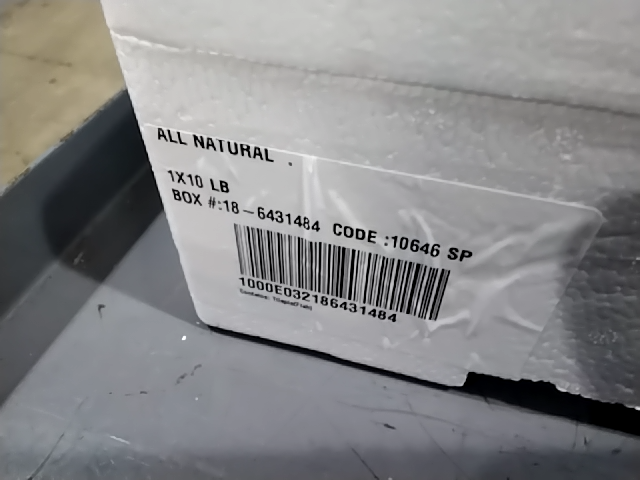 ALL NATURAL .
1X10 LB
BOX #:18-6431484 CODE :10646 SP
1000E032186431484